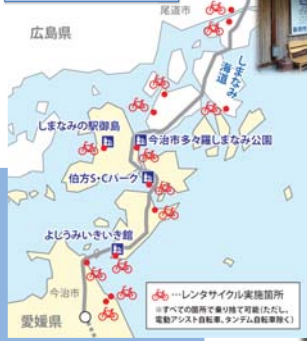 尾道市
広島県
しまなみ
海道
しまなみの駅御島
今治市多々羅しまなみ公園
伯方S・Cパーク
よしうみいきいき館
今治市
愛媛県
…レンタサイクル実施箇所
※すべての箇所で乗り捨て可能(ただし、
電動アシスト自転車、タンデム自転車除く)